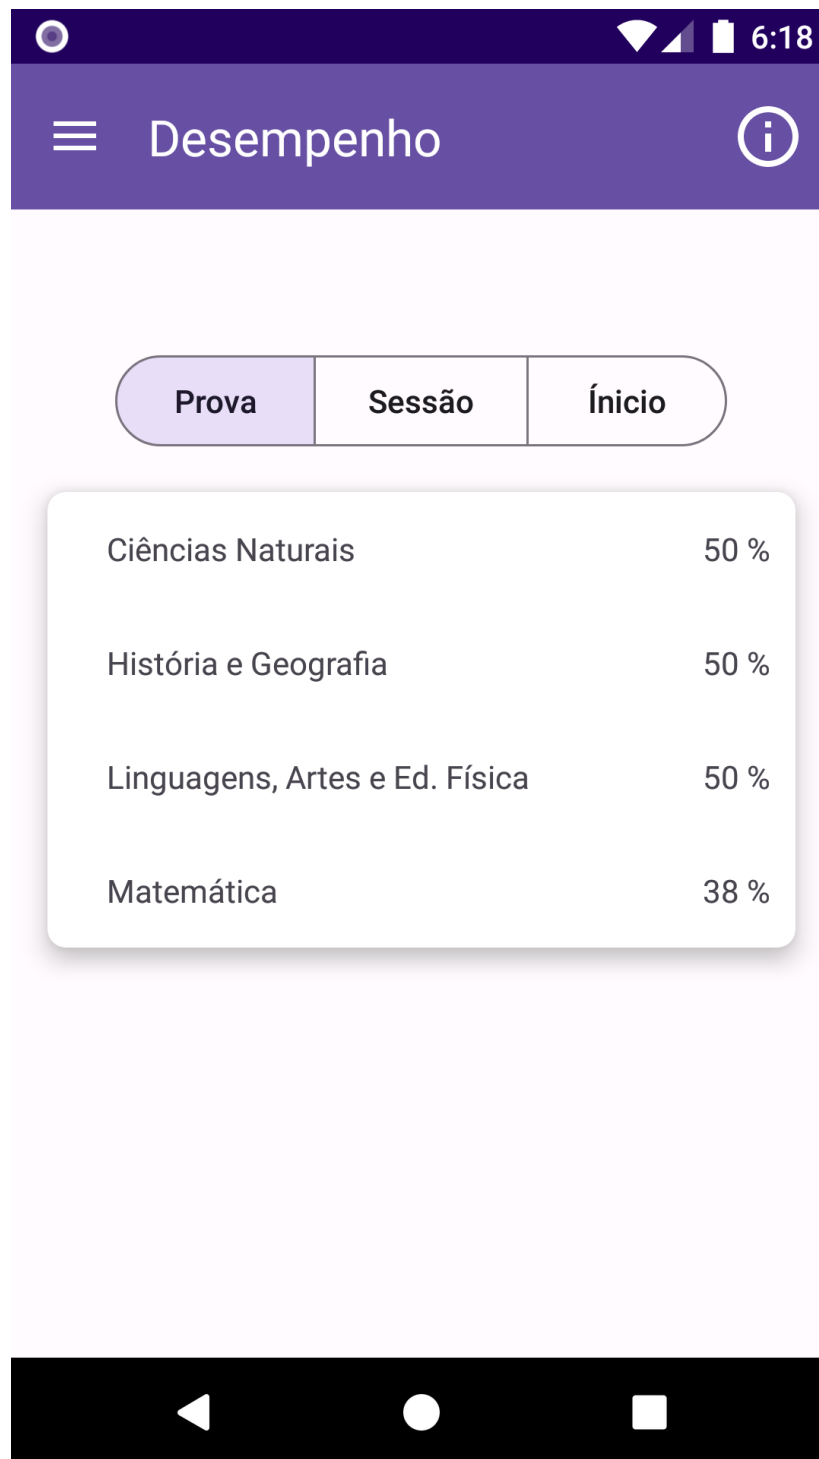 6:18
Desempenho
Prova Sessão Ínicio
Ciências Naturais 50 %
História e Geografia 50 %
Linguagens, Artes e Ed. Física 50 %
Matemática 38 %